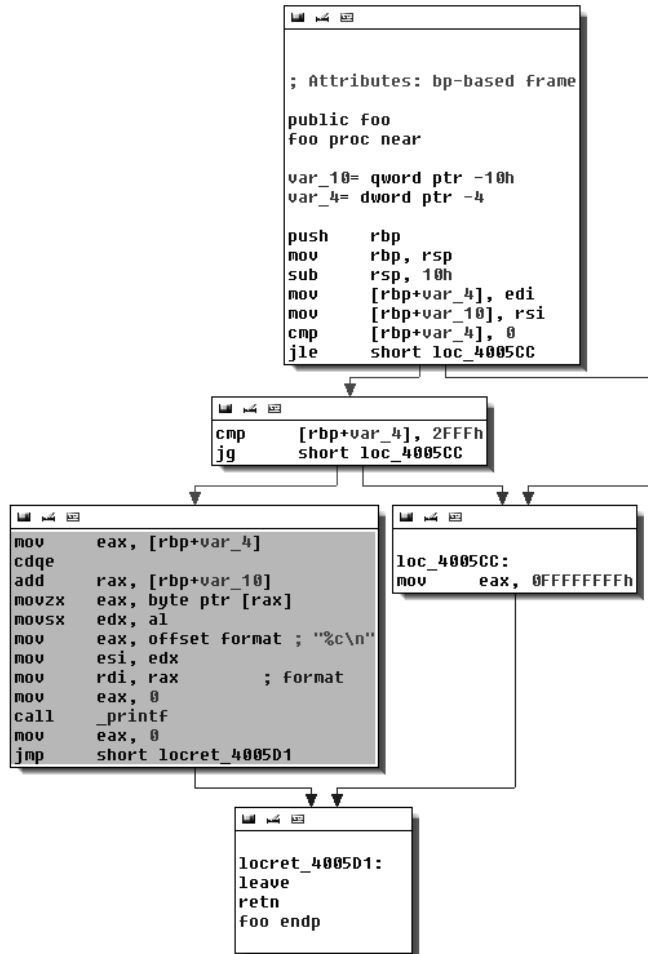 ; Attributes: bp-based frame
public foo
foo proc near
var_10= qword ptr -10h
var_4= dword ptr -4
push rbp
mov rbp, rsp
sub rsp, 10h
mov [rbp+var_4], edi
mov [rbp+var_10], rsi
cmp [rbp+var_4], 0
jle short loc_4005CC
cmp [rbp+var_4], 2FFFh
jg short loc_4005CC
mov eax, [rbp+var_4]
cdqe
add rax, [rbp+var_10]
movzx eax, byte ptr [rax]
movsx edx, al
mov eax, offset format ; "%c\n"
mov esi, edx
mov rdi, rax ; format
mov eax, 0
call _printf
mov eax, 0
jmp short locret_4005D1
loc_4005CC:
mov eax, 0FFFFFFFFh
locret_4005D1:
leave
retn
foo endp